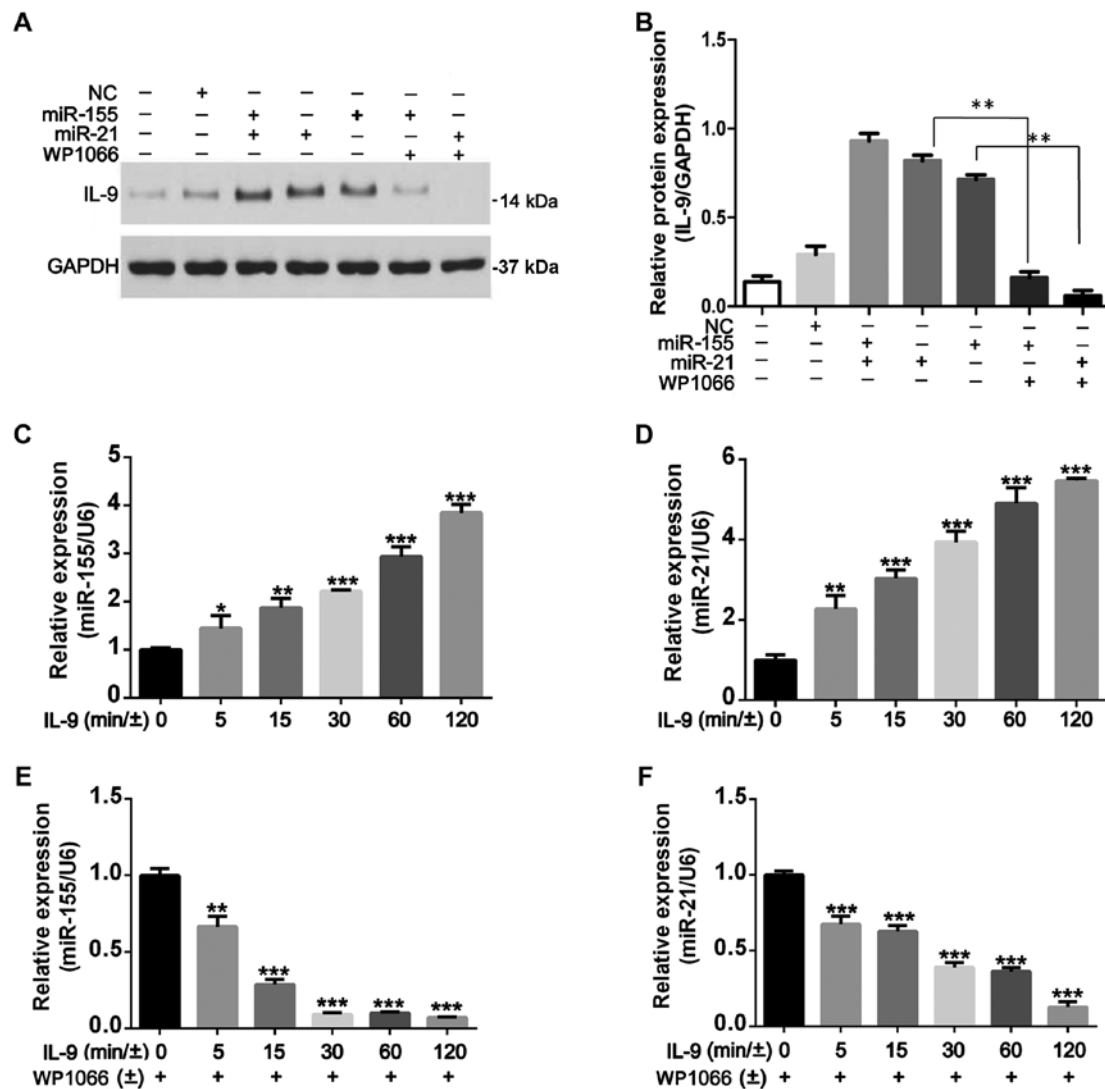 A
NC – + – – – – –
miR-155 – – + – + + –
miR-21 – – + + – – +
WP1066 – – – – – + +
IL-9
-14 kDa
GAPDH
-37 kDa
B
Relative protein expression
(IL-9/GAPDH)
1.5
1.0
0.5
0.0
**
**
NC – + – – – – –
miR-155 – – + – + + –
miR-21 – – + + – – +
WP1066 – – – – – + +
C
Relative expression
(miR-155/U6)
5
4
3
2
1
0
* ** *** *** ***
IL-9 (min/±) 0 5 15 30 60 120
D
Relative expression
(miR-21/U6)
6
4
2
0
** *** *** *** ***
IL-9 (min/±) 0 5 15 30 60 120
E
Relative expression
(miR-155/U6)
1.5
1.0
0.5
0.0
** *** *** *** ***
IL-9 (min/±) 0 5 15 30 60 120
WP1066 (±) + + + + + +
F
Relative expression
(miR-21/U6)
1.5
1.0
0.5
0.0
*** *** *** *** ***
IL-9 (min/±) 0 5 15 30 60 120
WP1066 (±) + + + + + +